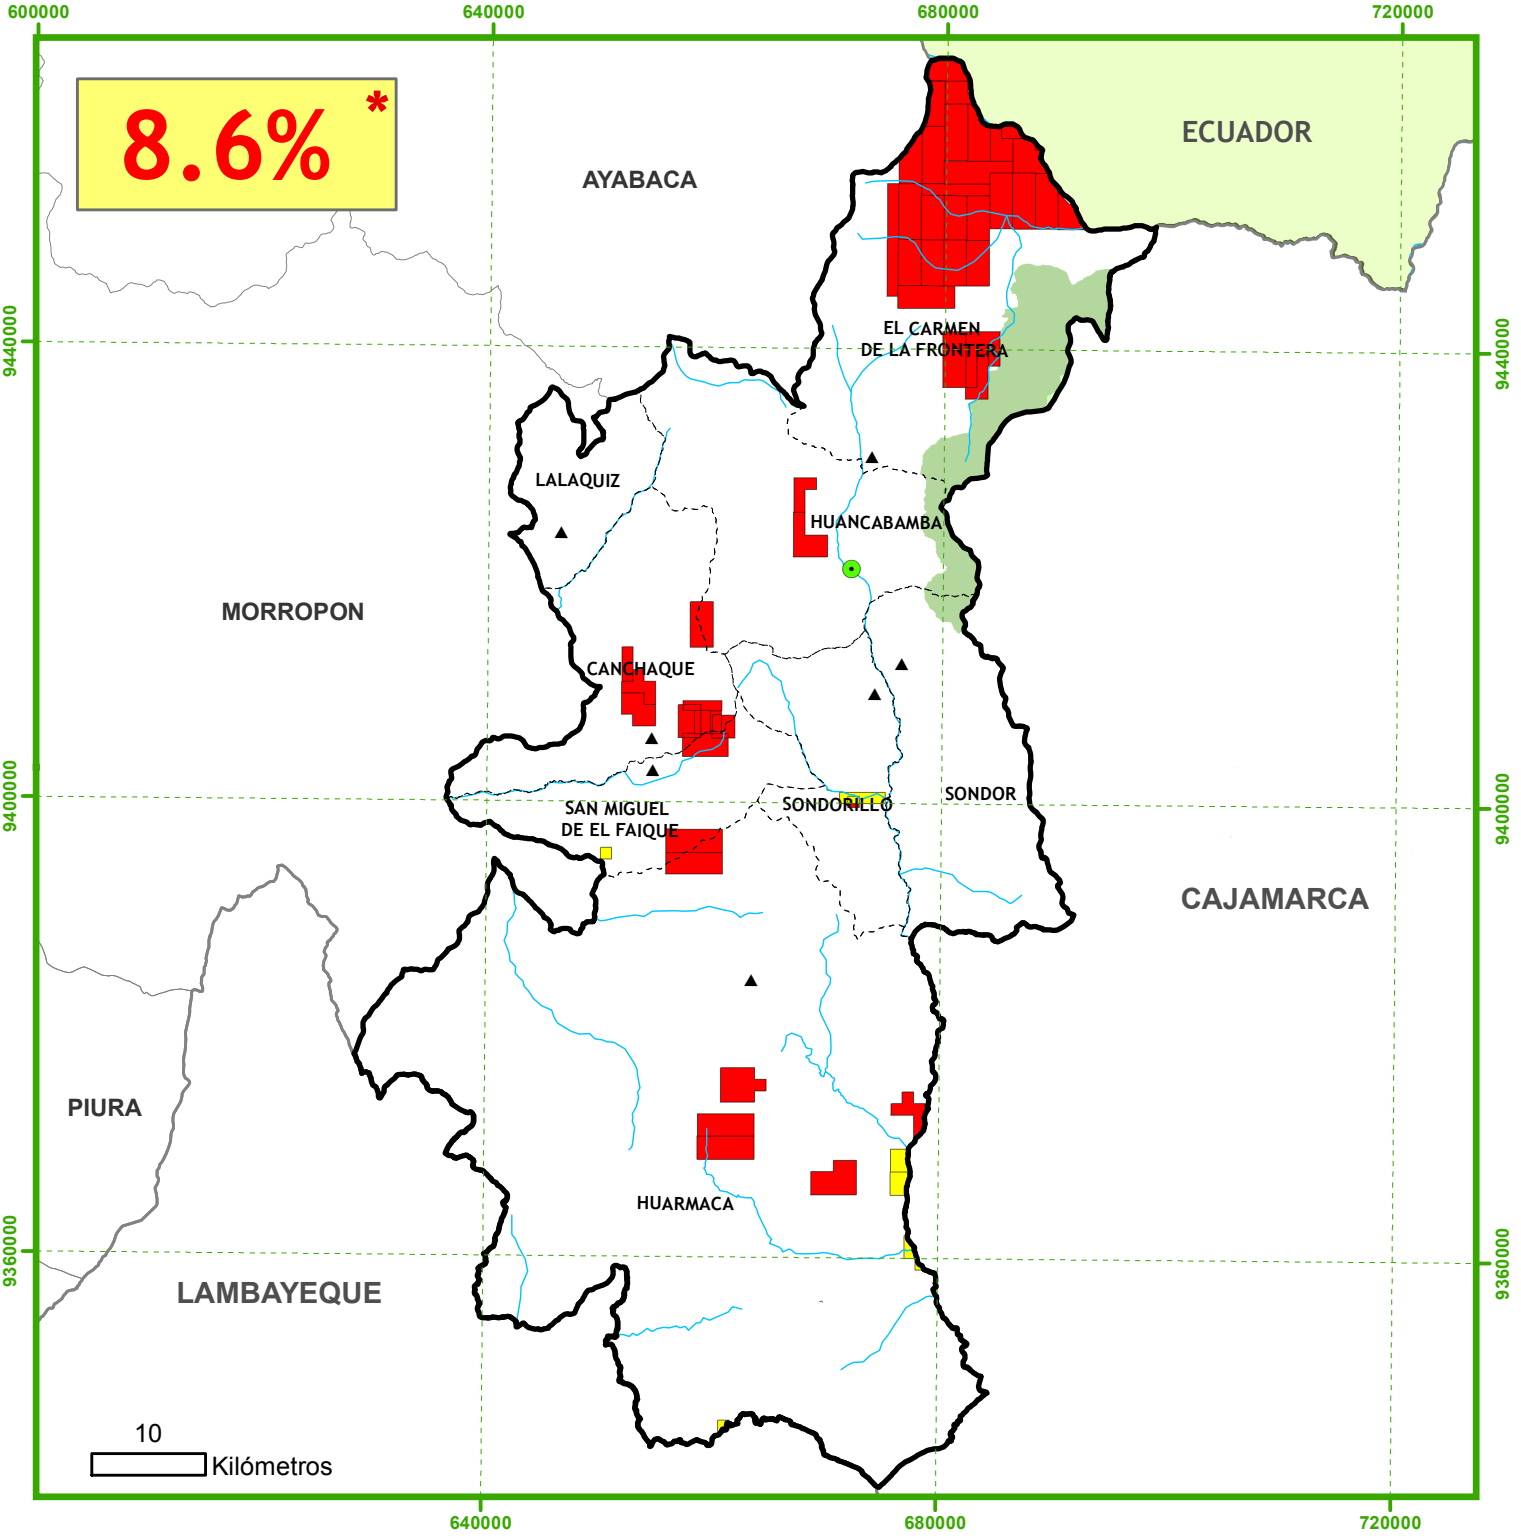 600000
640000
680000
720000
8.6%*
ECUADOR
AYABACA
9440000
9440000
EL CARMEN
DE LA FRONTERA
LALAQUIZ
HUANCABAMBA
MORROPON
CANCHAQUE
9400000
9400000
SAN MIGUEL
DE EL FAIQUE
SONDORILLO
SONDOR
CAJAMARCA
PIURA
HUARMACA
9360000
9360000
LAMBAYEQUE
10
Kilómetros
640000
680000
720000